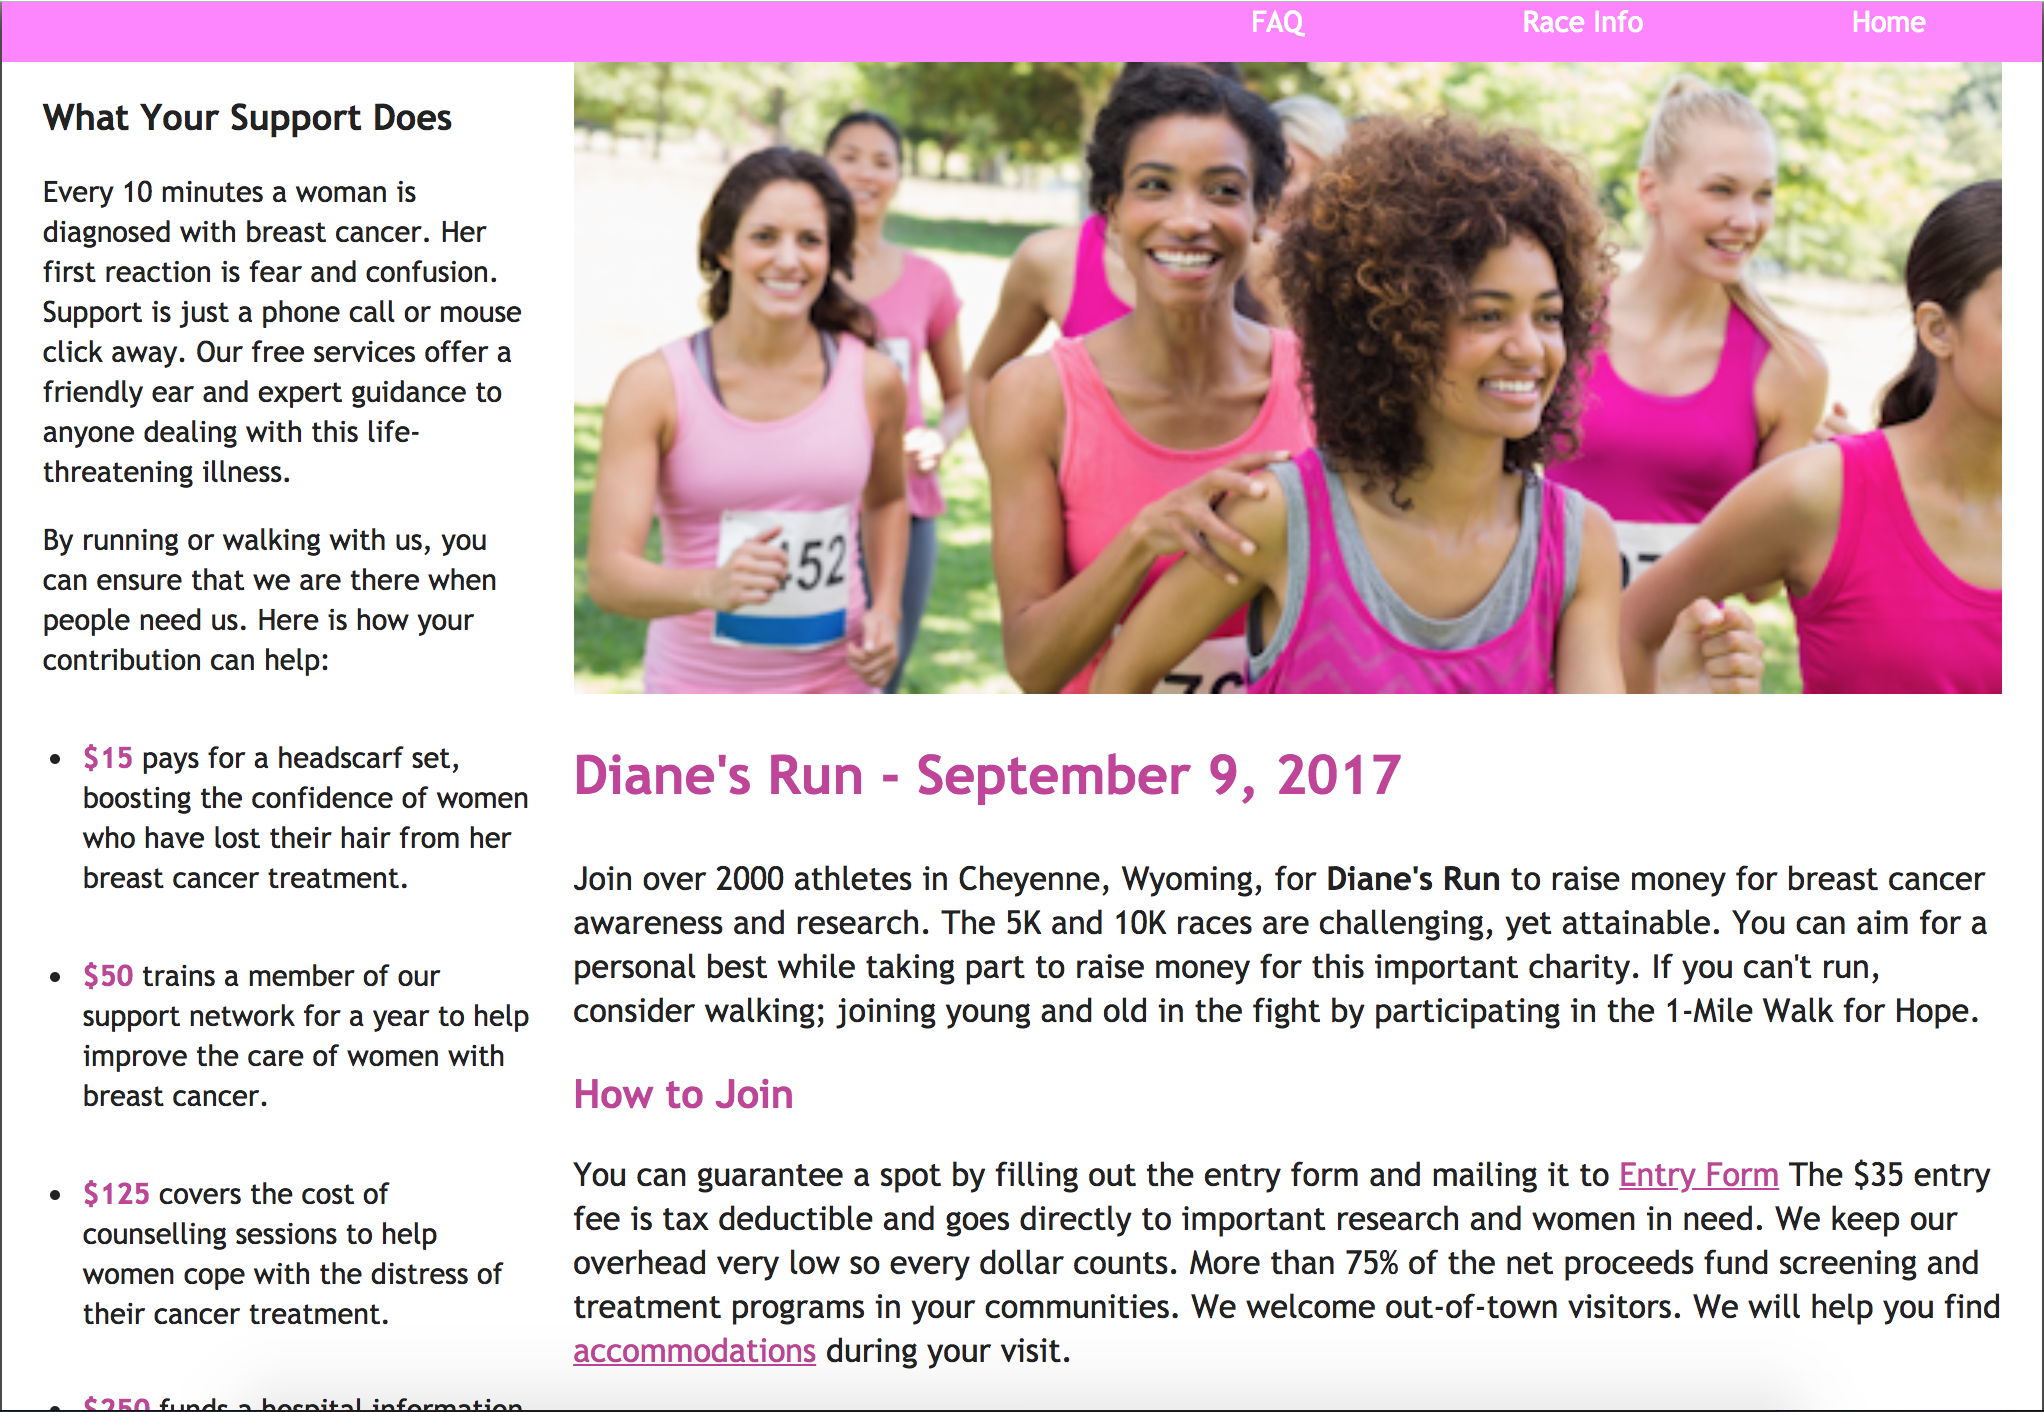 FAQ Race Info Home
What Your Support Does
Every 10 minutes a woman is
diagnosed with breast cancer. Her
first reaction is fear and confusion.
Support is just a phone call or mouse
click away. Our free services offer a
friendly ear and expert guidance to
anyone dealing with this life-
threatening illness.
By running or walking with us, you
can ensure that we are there when
people need us. Here is how your
contribution can help:
• $15 pays for a headscarf set,
boosting the confidence of women
who have lost their hair from her
breast cancer treatment.
• $50 trains a member of our
support network for a year to help
improve the care of women with
breast cancer.
• $125 covers the cost of
counselling sessions to help
women cope with the distress of
their cancer treatment.
• $250 funds a hospital information
452
Diane's Run - September 9, 2017
Join over 2000 athletes in Cheyenne, Wyoming, for Diane's Run to raise money for breast cancer
awareness and research. The 5K and 10K races are challenging, yet attainable. You can aim for a
personal best while taking part to raise money for this important charity. If you can't run,
consider walking; joining young and old in the fight by participating in the 1-Mile Walk for Hope.
How to Join
You can guarantee a spot by filling out the entry form and mailing it to Entry Form The $35 entry
fee is tax deductible and goes directly to important research and women in need. We keep our
overhead very low so every dollar counts. More than 75% of the net proceeds fund screening and
treatment programs in your communities. We welcome out-of-town visitors. We will help you find
accommodations during your visit.